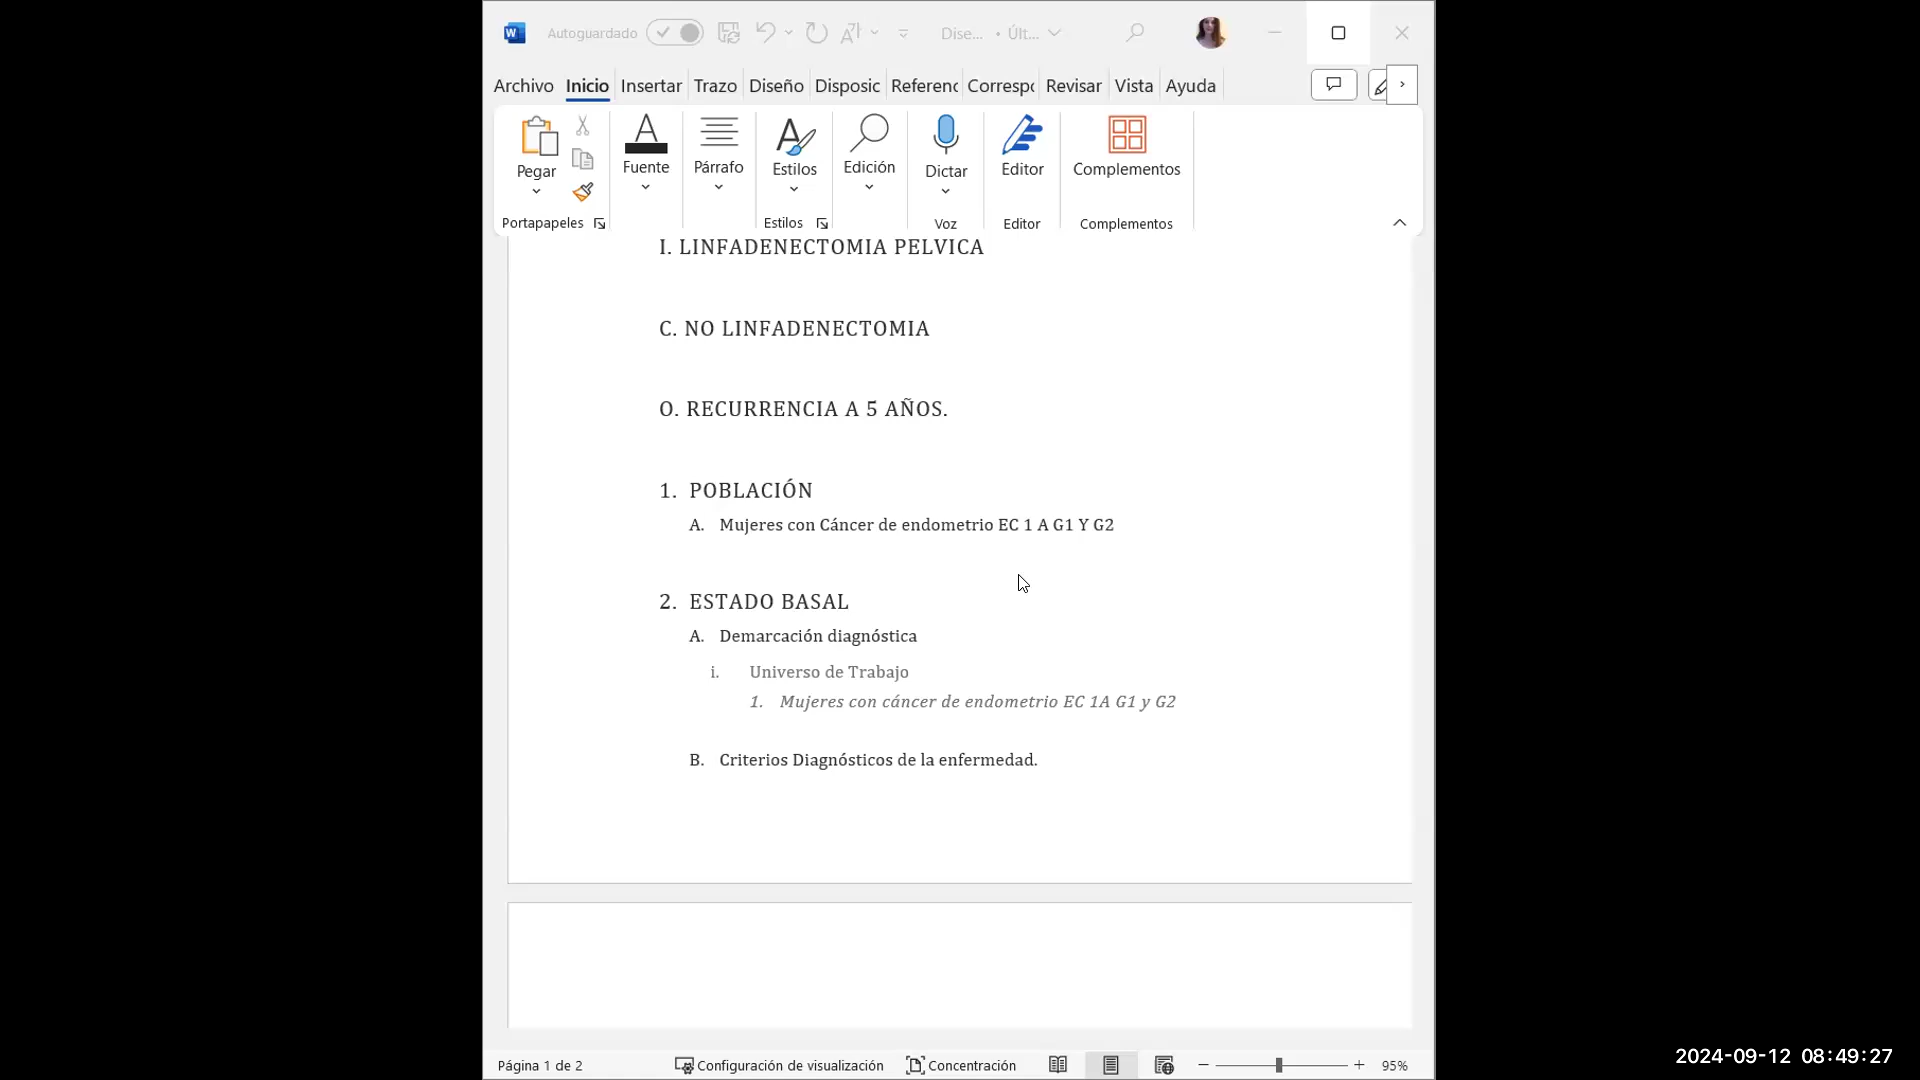 Autoguardado
Dise... • Últ...
Archivo Inicio Insertar Trazo Diseño Disposic Referenc Correspc Revisar Vista Ayuda
Pegar
Fuente
Párrafo
Estilos
Edición
Dictar
Editor
Complementos
Portapapeles
Estilos
Voz
Editor
Complementos
I. LINFADENECTOMIA PELVICA
C. NO LINFADENECTOMIA
O. RECURRENCIA A 5 AÑOS.
1. POBLACIÓN
A. Mujeres con Cáncer de endometrio EC 1 A G1 Y G2
2. ESTADO BASAL
A. Demarcación diagnóstica
i. Universo de Trabajo
1. Mujeres con cáncer de endometrio EC 1A G1 y G2
B. Criterios Diagnósticos de la enfermedad.
Página 1 de 2 Configuración de visualización Concentración 95%
2024-09-12 08:49:27